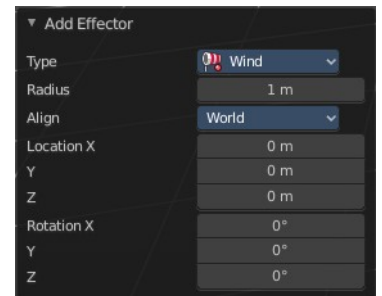 Add Effector
Type Wind
Radius 1 m
Align World
Location X 0 m
Y 0 m
Z 0 m
Rotation X 0°
Y 0°
Z 0°